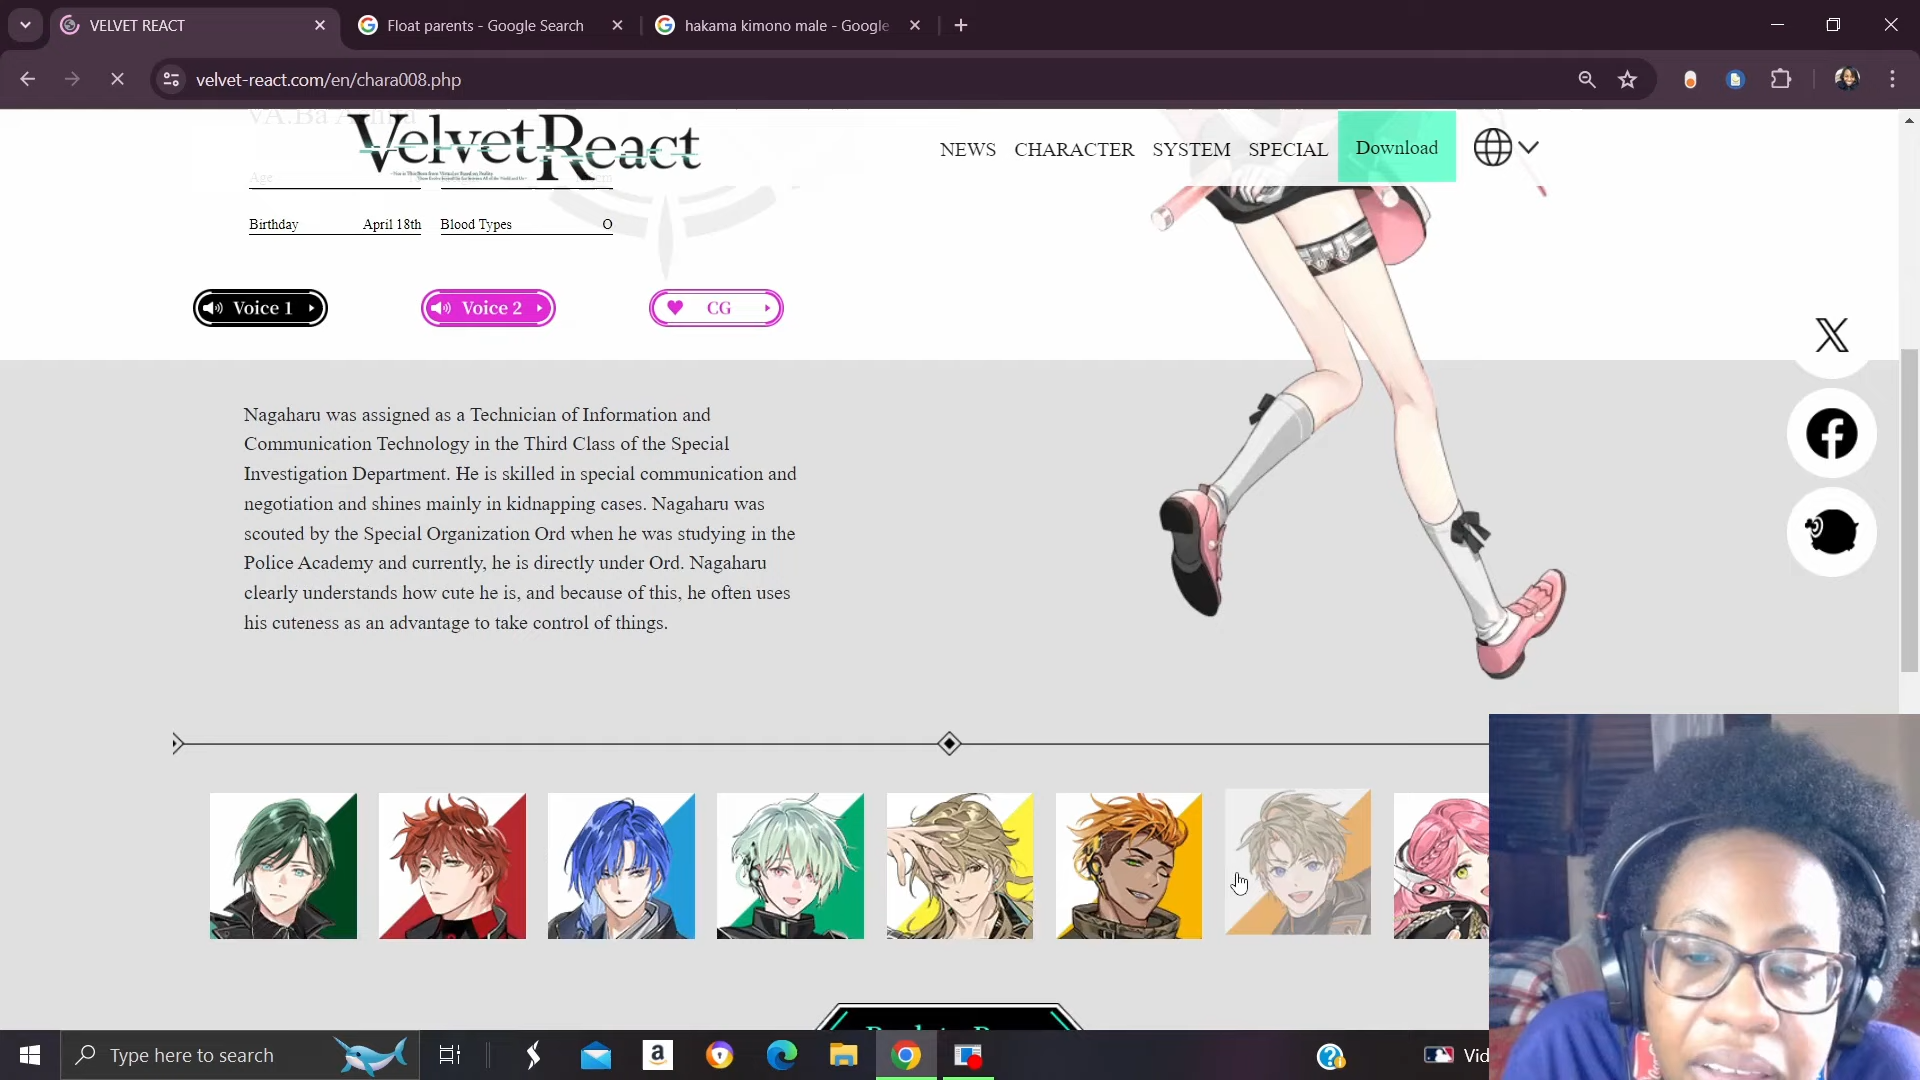 VELVET REACT
Float parents - Google Search
hakama kimono male - Google
velvet-react.com/en/chara008.php
VelvetReact
NEWS
CHARACTER
SYSTEM
SPECIAL
Download
Age
Birthday
April 18th
Blood Types
O
Voice 1
Voice 2
CG
Nagaharu was assigned as a Technician of Information and
Communication Technology in the Third Class of the Special
Investigation Department. He is skilled in special communication and
negotiation and shines mainly in kidnapping cases. Nagaharu was
scouted by the Special Organization Ord when he was studying in the
Police Academy and currently, he is directly under Ord. Nagaharu
clearly understands how cute he is, and because of this, he often uses
his cuteness as an advantage to take control of things.
Type here to search
Vid